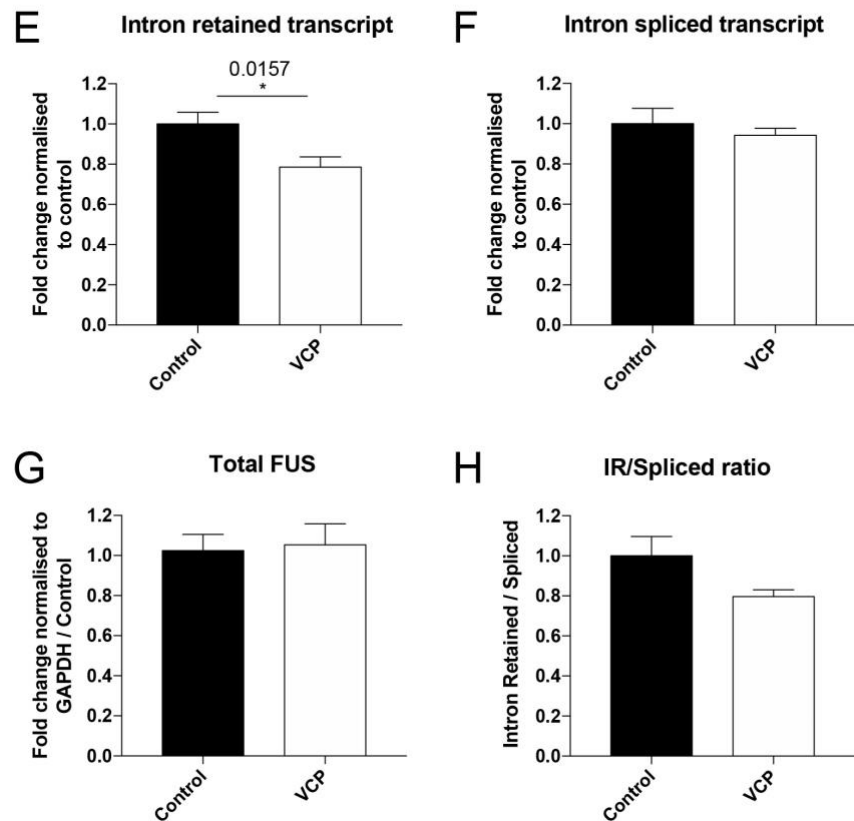 E
Intron retained transcript
0.0157
*
1.2
1.0
0.8
0.6
0.4
0.2
0.0
Fold change normalised
to control
Control
VCP
F
Intron spliced transcript
1.2
1.0
0.8
0.6
0.4
0.2
0.0
Fold change normalised
to control
Control
VCP
G
Total FUS
1.2
1.0
0.8
0.6
0.4
0.2
0.0
Fold change normalised to
GAPDH / Control
Control
VCP
H
IR/Spliced ratio
1.2
1.0
0.8
0.6
0.4
0.2
0.0
Intron Retained / Spliced
Control
VCP